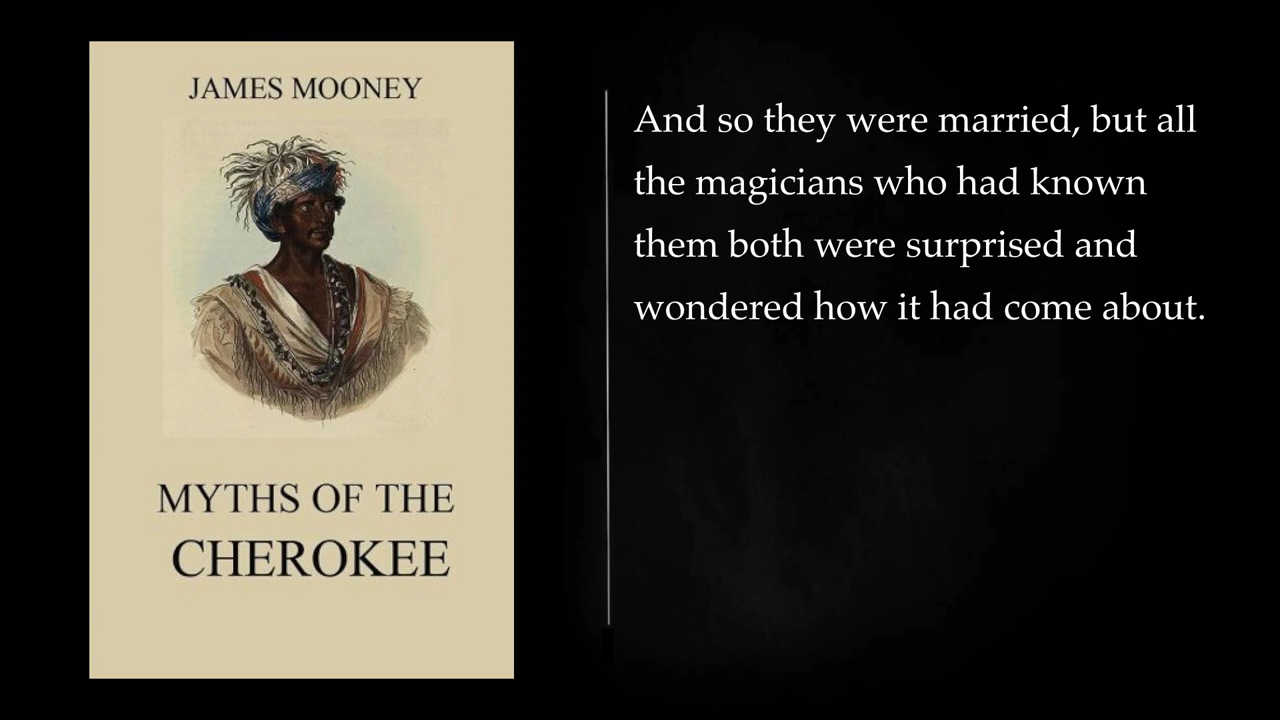 JAMES MOONEY
MYTHS OF THE
CHEROKEE
And so they were married, but all
the magicians who had known
them both were surprised and
wondered how it had come about.